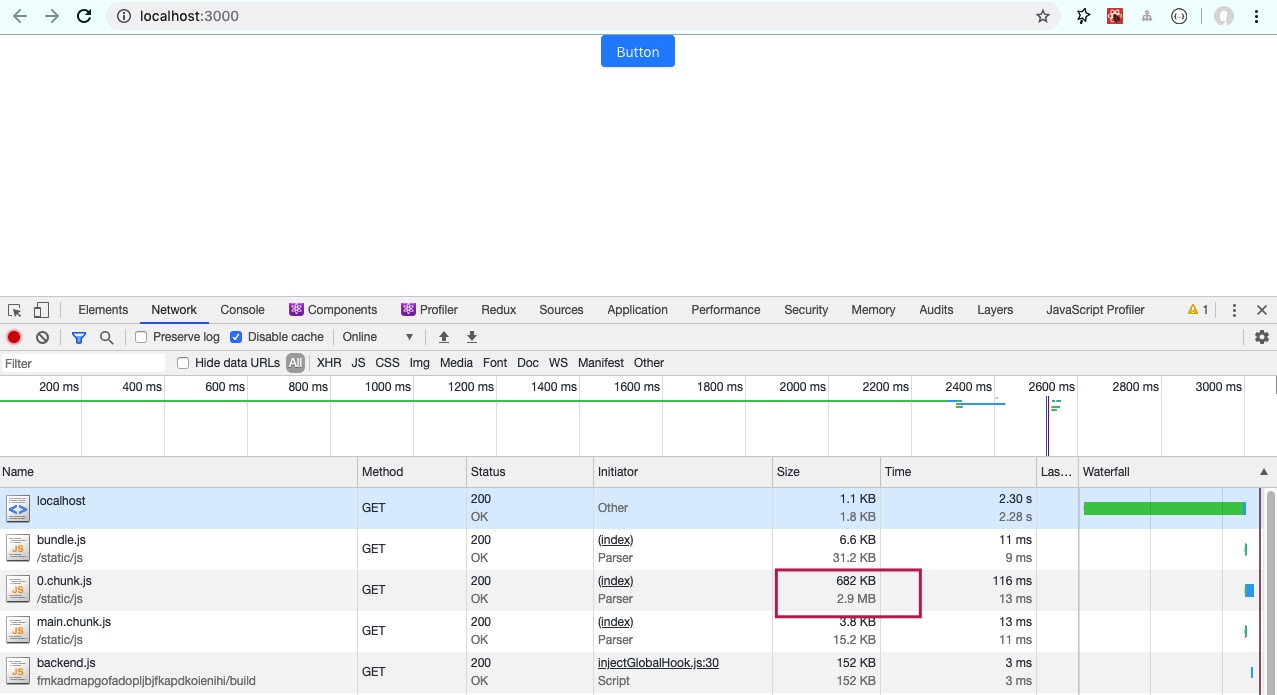 localhost:3000
Button
Elements Network Console Components Profiler Redux Sources Application Performance Security Memory Audits Layers JavaScript Profiler 1
Preserve log Disable cache Online
Filter Hide data URLs All XHR JS CSS Img Media Font Doc WS Manifest Other
200 ms 400 ms 600 ms 800 ms 1000 ms 1200 ms 1400 ms 1600 ms 1800 ms 2000 ms 2200 ms 2400 ms 2600 ms 2800 ms 3000 ms
Name Method Status Initiator Size Time Las... Waterfall
localhost GET 200 Other 1.1 KB 2.30 s
OK 1.8 KB 2.28 s
bundle.js GET 200 (index) 6.6 KB 11 ms
/static/js OK Parser 31.2 KB 9 ms
0.chunk.js GET 200 (index) 682 KB 116 ms
/static/js OK Parser 2.9 MB 13 ms
main.chunk.js GET 200 (index) 3.8 KB 13 ms
/static/js OK Parser 15.2 KB 11 ms
backend.js GET 200 injectGlobalHook.js:30 152 KB 3 ms
fmkadmapgofadopljbjfkapdkoienihi/build OK Script 152 KB 3 ms